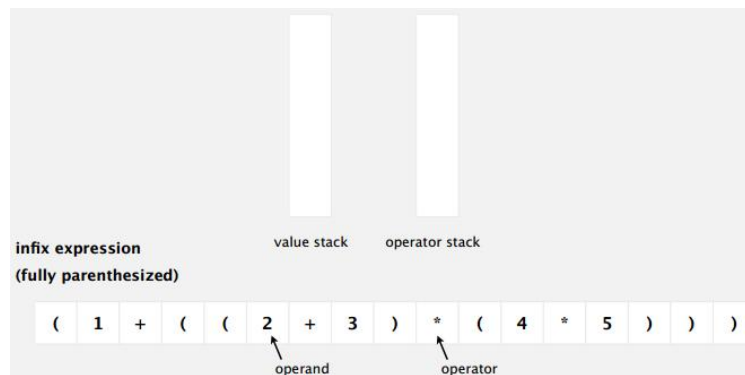 value stack operator stack
infix expression
(fully parenthesized)
( 1 + ( ( 2 + 3 ) * ( 4 * 5 ) ) )
operand operator